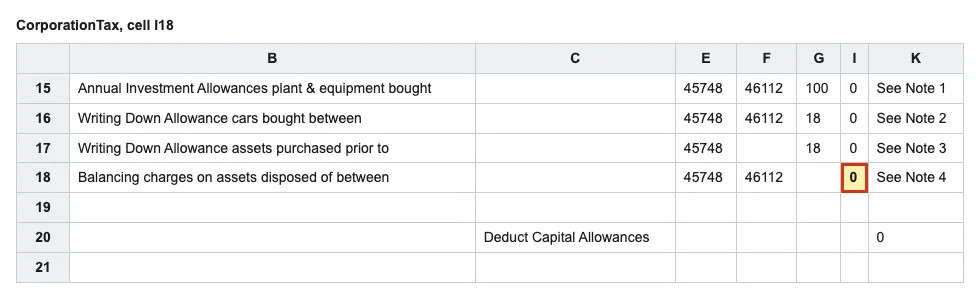 CorporationTax, cell I18
B C E F G I K
15 Annual Investment Allowances plant & equipment bought 45748 46112 100 0 See Note 1
16 Writing Down Allowance cars bought between 45748 46112 18 0 See Note 2
17 Writing Down Allowance assets purchased prior to 45748 18 0 See Note 3
18 Balancing charges on assets disposed of between 45748 46112 0 See Note 4
19
20 Deduct Capital Allowances 0
21